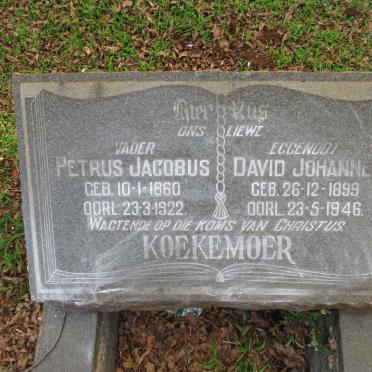 Hier Rus
ONS LIEWE
VADER EGGENOOT
PETRUS JACOBUS DAVID JOHANNE
GEB. 10-1-1860 GEB. 26-12-1899
OORL. 23-3-1922. OORL. 23-5-1946.
WAGTENDE OP DIE KOMS VAN CHRISTUS.
KOEKEMOER